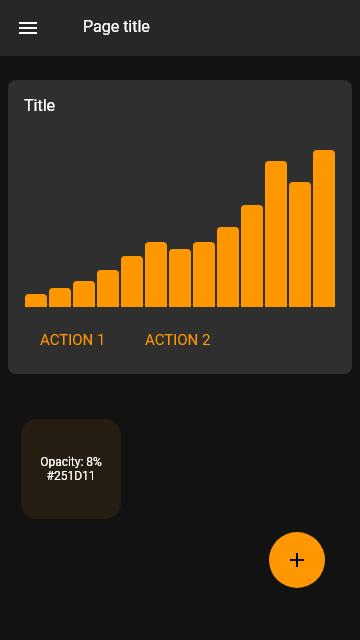 Page title
Title
ACTION 1 ACTION 2
Opacity: 8%
#251D11